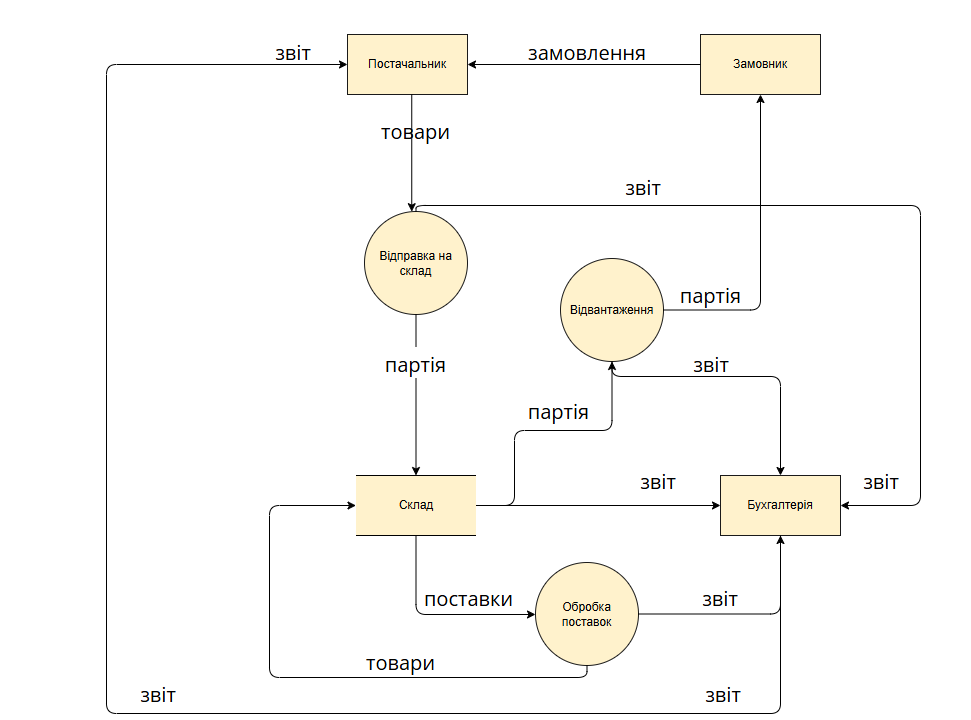 звіт
Постачальник
замовлення
Замовник
товари
звіт
Відправка на
склад
Відвантаження
партія
партія
звіт
партія
Склад
звіт
Бухгалтерія
звіт
поставки
Обробка
поставок
звіт
товари
звіт
звіт